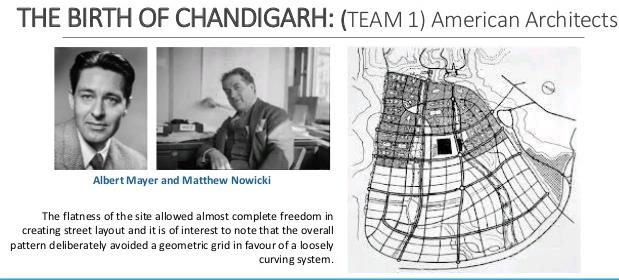 THE BIRTH OF CHANDIGARH: (TEAM 1) American Architects
Albert Mayer and Matthew Nowicki
The flatness of the site allowed almost complete freedom in
creating street layout and it is of interest to note that the overall
pattern deliberately avoided a geometric grid in favour of a loosely
curving system.